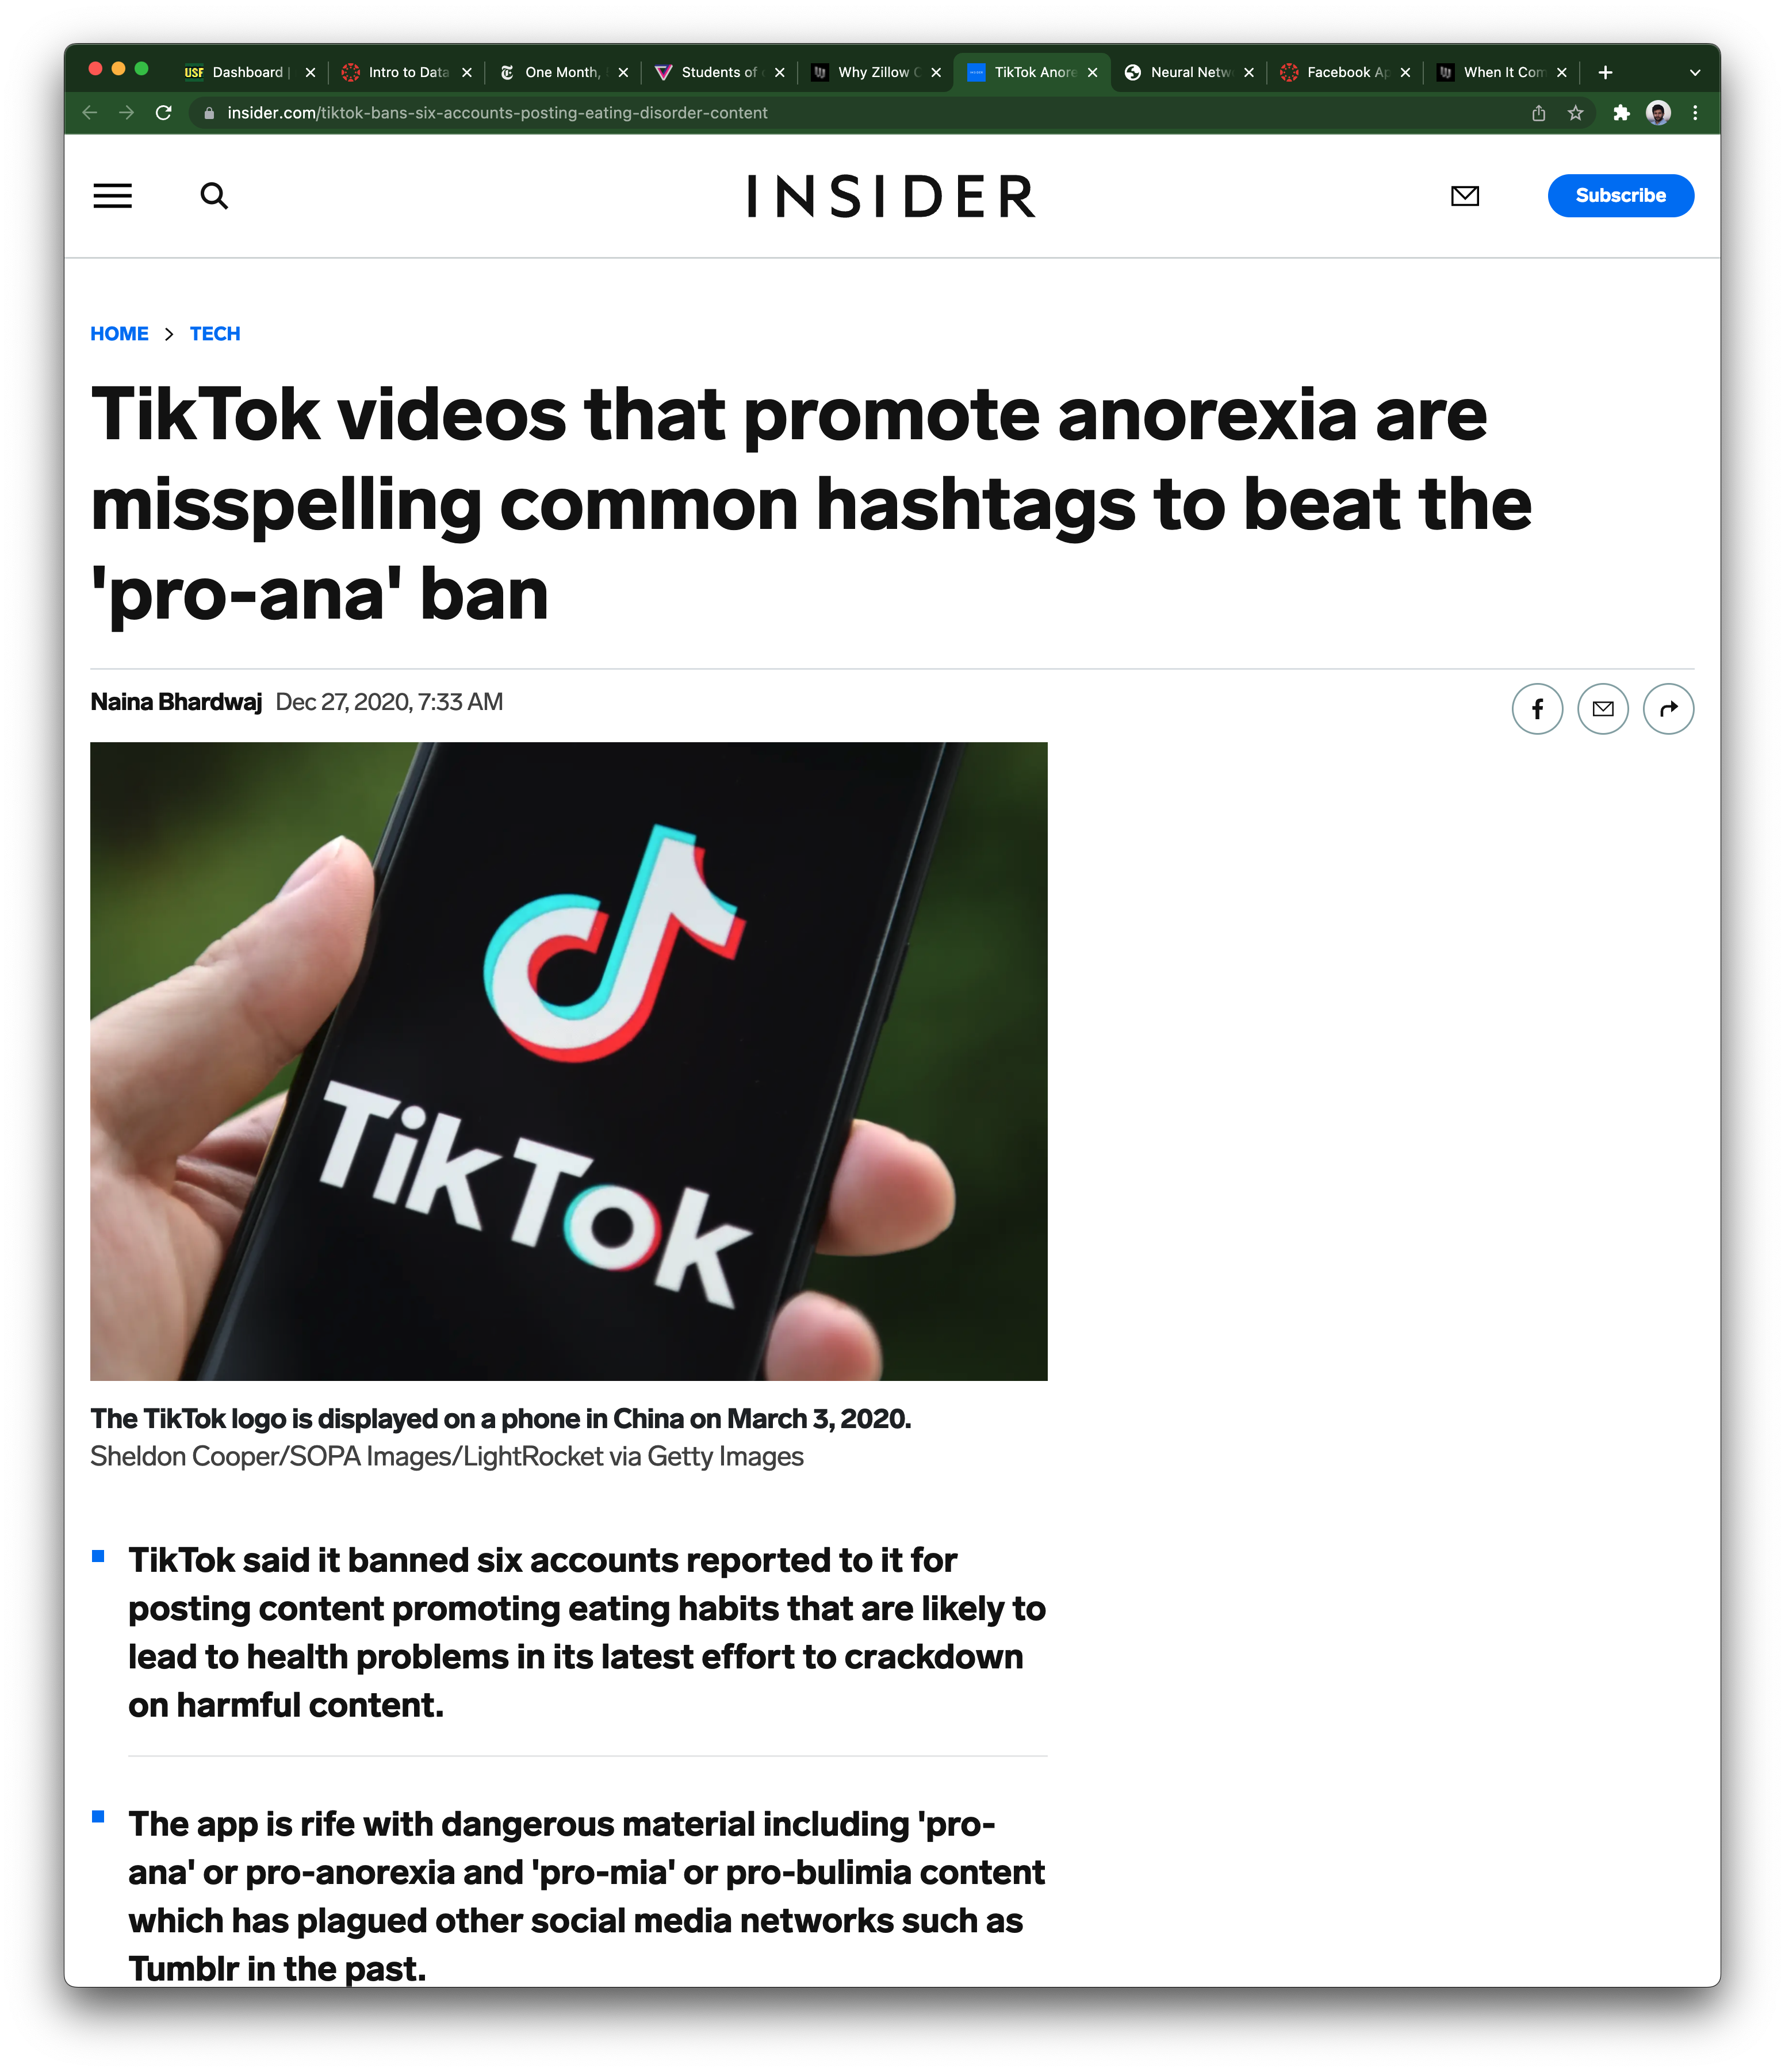 USF Dashboard |
Intro to Data
One Month,
Students of
Why Zillow
TikTok Anore
Neural Netw
Facebook Ap
When It Com
insider.com/tiktok-bans-six-accounts-posting-eating-disorder-content
INSIDER
Subscribe
HOME > TECH
TikTok videos that promote anorexia are
misspelling common hashtags to beat the
'pro-ana' ban
Naina Bhardwaj Dec 27, 2020, 7:33 AM
TikTok
The TikTok logo is displayed on a phone in China on March 3, 2020.
Sheldon Cooper/SOPA Images/LightRocket via Getty Images
TikTok said it banned six accounts reported to it for
posting content promoting eating habits that are likely to
lead to health problems in its latest effort to crackdown
on harmful content.
The app is rife with dangerous material including 'pro-
ana' or pro-anorexia and 'pro-mia' or pro-bulimia content
which has plagued other social media networks such as
Tumblr in the past.